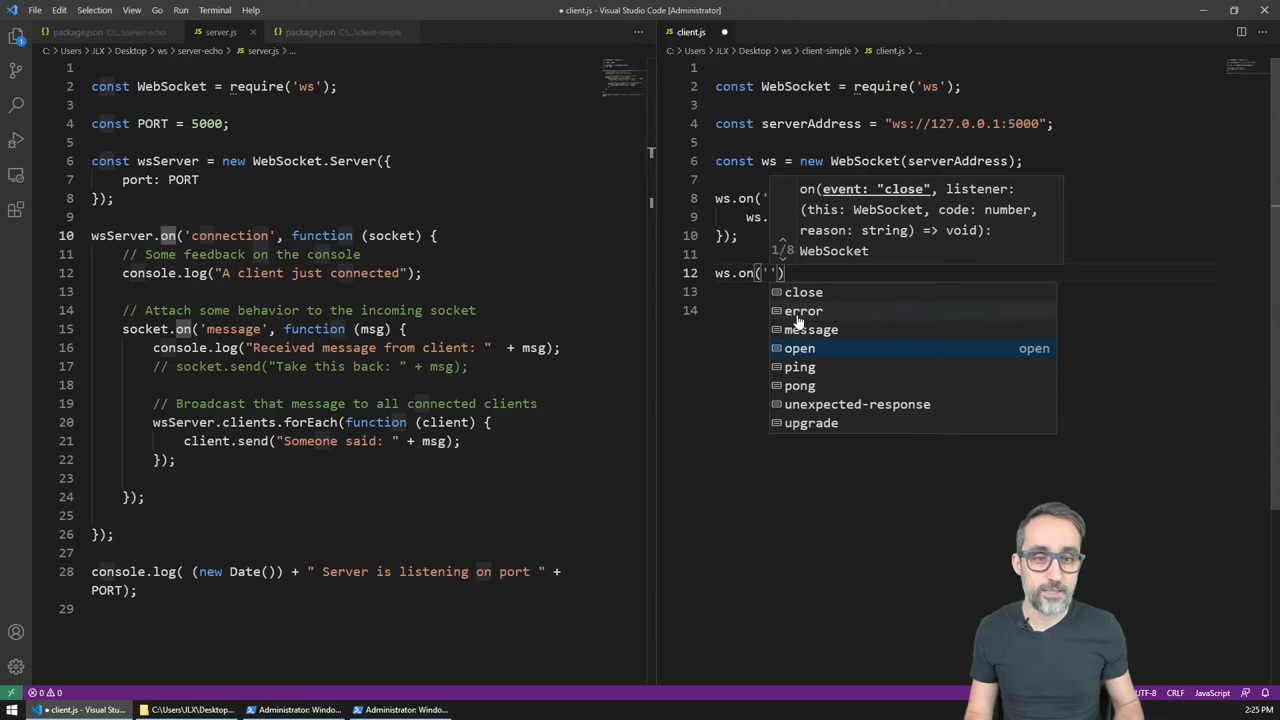 File Edit Selection View Go Run Terminal Help
client.js - Visual Studio Code [Administrator]
package.json C:\...\server-echo
JS server.js
package.json C:\...\client-simple
C: > Users > JLX > Desktop > ws > server-echo > JS server.js > ...
1
2 const WebSocket = require('ws');
3
4 const PORT = 5000;
5
6 const wsServer = new WebSocket.Server({
7 port: PORT
8 });
9
10 wsServer.on('connection', function (socket) {
11 // Some feedback on the console
12 console.log("A client just connected");
13
14 // Attach some behavior to the incoming socket
15 socket.on('message', function (msg) {
16 console.log("Received message from client: " + msg);
17 // socket.send("Take this back: " + msg);
18
19 // Broadcast that message to all connected clients
20 wsServer.clients.forEach(function (client) {
21 client.send("Someone said: " + msg);
22 });
23
24 });
25
26 });
27
28 console.log( (new Date()) + " Server is listening on port " +
PORT);
29
JS client.js
C: > Users > JLX > Desktop > ws > client-simple > JS client.js > ...
1
2 const WebSocket = require('ws');
3
4 const serverAddress = "ws://127.0.0.1:5000";
5
6 const ws = new WebSocket(serverAddress);
7
8 ws.on('
9 ws.
10 });
11
12 ws.on('')
13
14
on(event: "close", listener:
(this: WebSocket, code: number,
reason: string) => void):
1/8 WebSocket
close
error
message
open open
ping
pong
unexpected-response
upgrade
0 0
UTF-8 CRLF JavaScript
client.js - Visual Stu...
C:\Users\JLX\Desktop...
Administrator: Windo...
Administrator: Windo...
2:25 PM